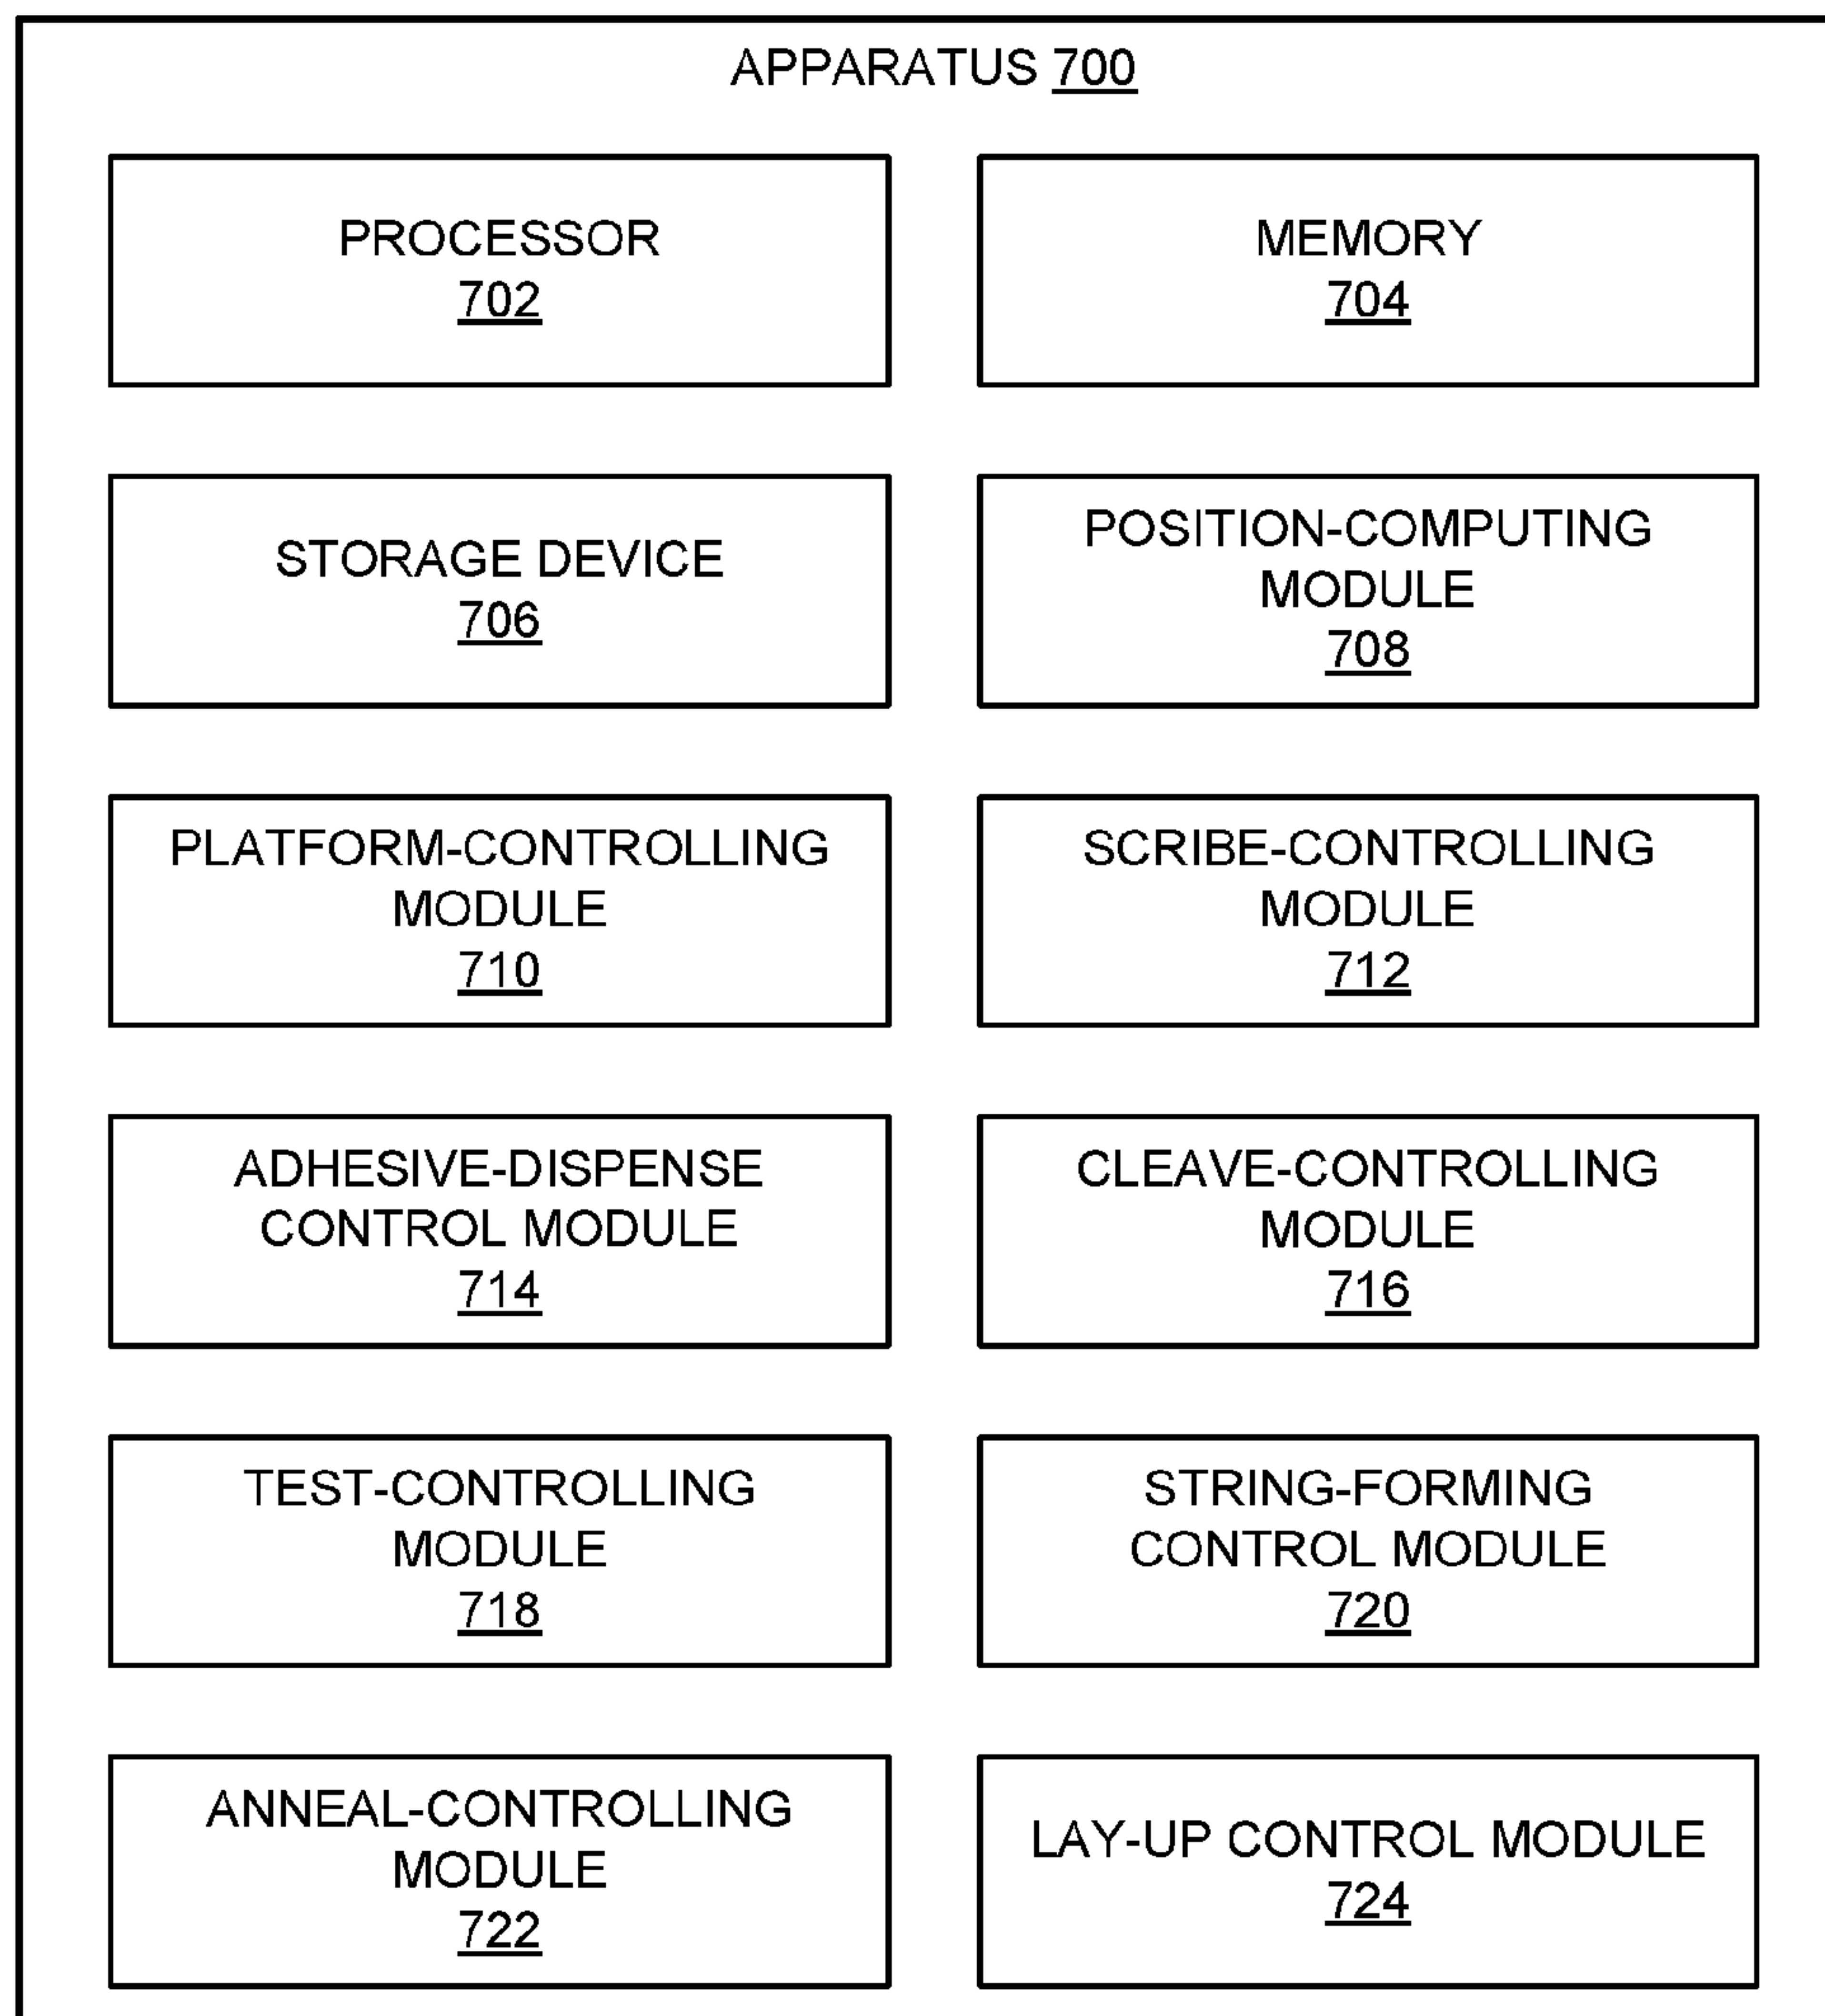 APPARATUS 700
PROCESSOR
702
MEMORY
704
STORAGE DEVICE
706
POSITION-COMPUTING
MODULE
708
PLATFORM-CONTROLLING
MODULE
710
SCRIBE-CONTROLLING
MODULE
712
ADHESIVE-DISPENSE
CONTROL MODULE
714
CLEAVE-CONTROLLING
MODULE
716
TEST-CONTROLLING
MODULE
718
STRING-FORMING
CONTROL MODULE
720
ANNEAL-CONTROLLING
MODULE
722
LAY-UP CONTROL MODULE
724